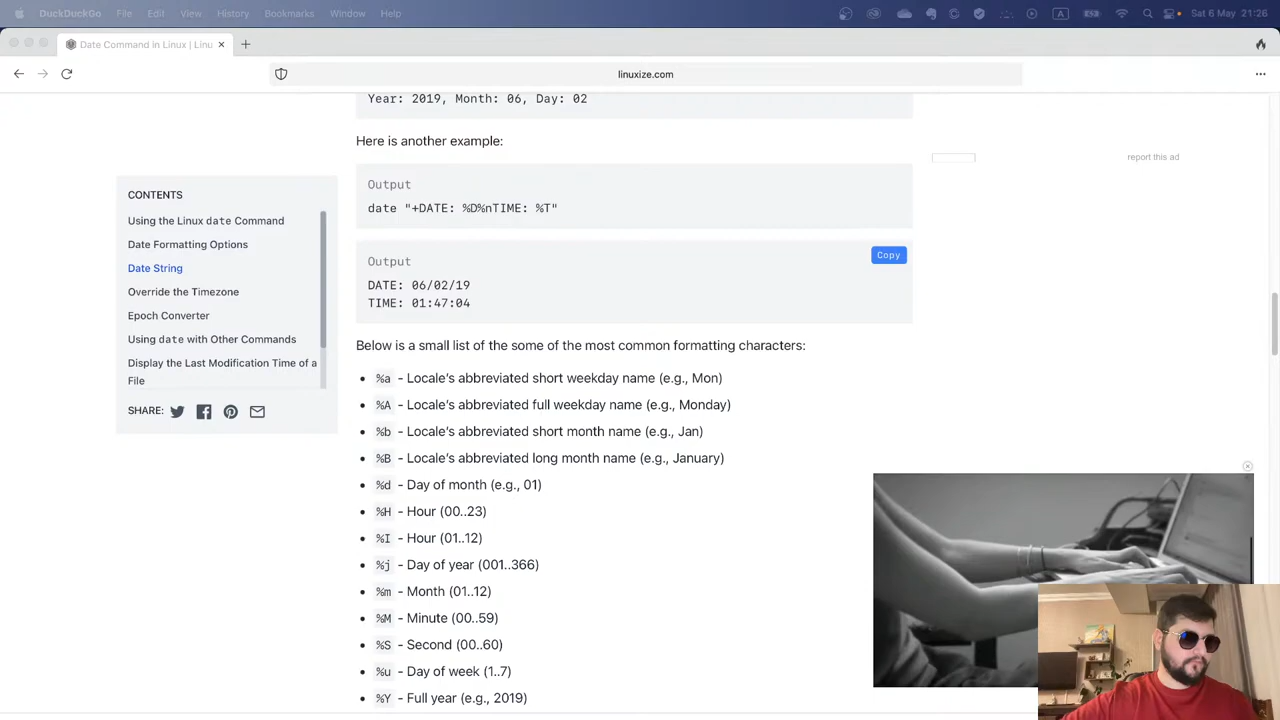 DuckDuckGo File Edit View History Bookmarks Window Help A Sat 6 May 21:26
Date Command in Linux | Linu
linuxize.com
Year: 2019, Month: 06, Day: 02
Here is another example:
report this ad
Output
date "+DATE: %D%nTIME: %T"
Output
Copy
DATE: 06/02/19
TIME: 01:47:04
CONTENTS
Using the Linux date Command
Date Formatting Options
Date String
Override the Timezone
Epoch Converter
Using date with Other Commands
Display the Last Modification Time of a
File
SHARE:
Below is a small list of the some of the most common formatting characters:
• %a - Locale's abbreviated short weekday name (e.g., Mon)
• %A - Locale's abbreviated full weekday name (e.g., Monday)
• %b - Locale's abbreviated short month name (e.g., Jan)
• %B - Locale's abbreviated long month name (e.g., January)
• %d - Day of month (e.g., 01)
• %H - Hour (00..23)
• %I - Hour (01..12)
• %j - Day of year (001..366)
• %m - Month (01..12)
• %M - Minute (00..59)
• %S - Second (00..60)
• %u - Day of week (1..7)
• %Y - Full year (e.g., 2019)